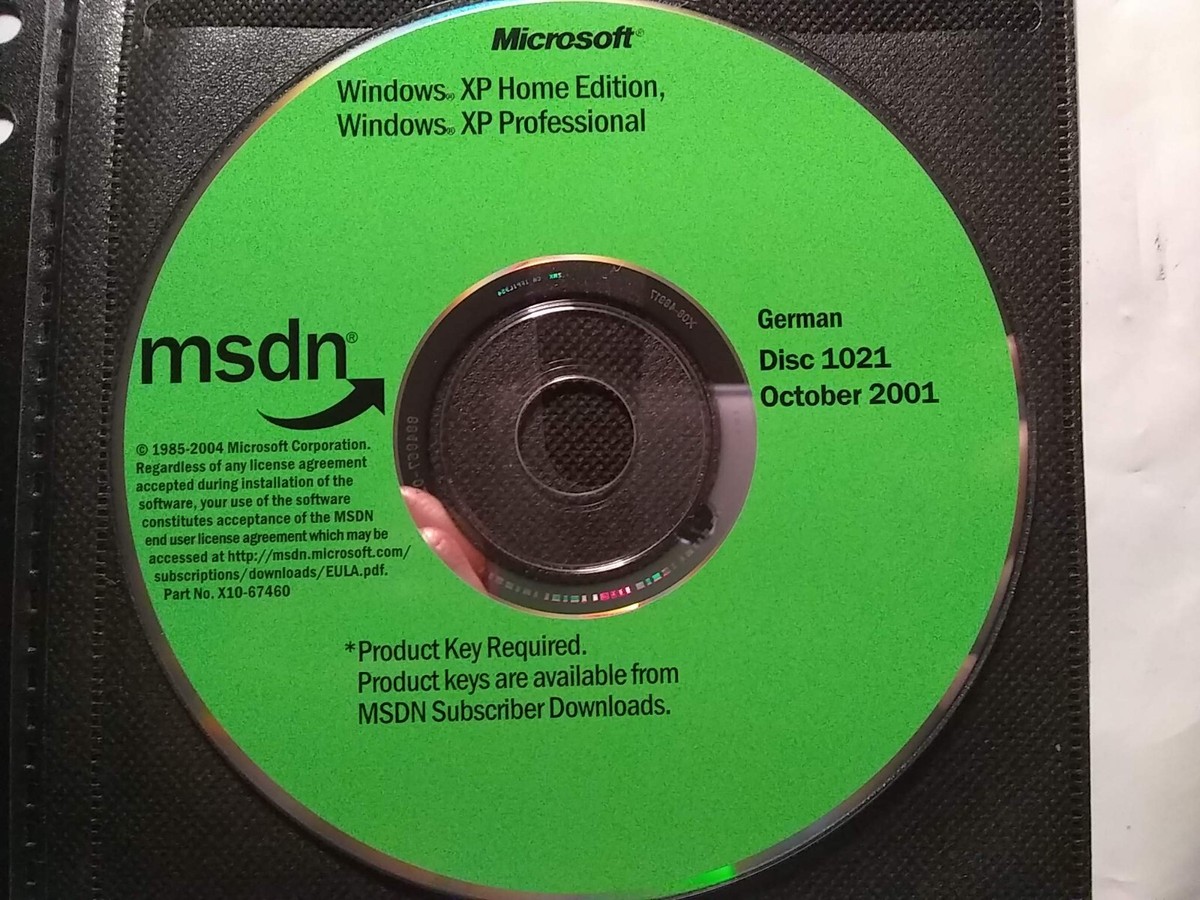 Microsoft®
Windows® XP Home Edition,
Windows® XP Professional
msdn®
German
Disc 1021
October 2001
© 1985-2004 Microsoft Corporation.
Regardless of any license agreement
accepted during installation of the
software, your use of the software
constitutes acceptance of the MSDN
end user license agreement which may be
accessed at http://msdn.microsoft.com/
subscriptions/downloads/EULA.pdf.
Part No. X10-67460
*Product Key Required.
Product keys are available from
MSDN Subscriber Downloads.